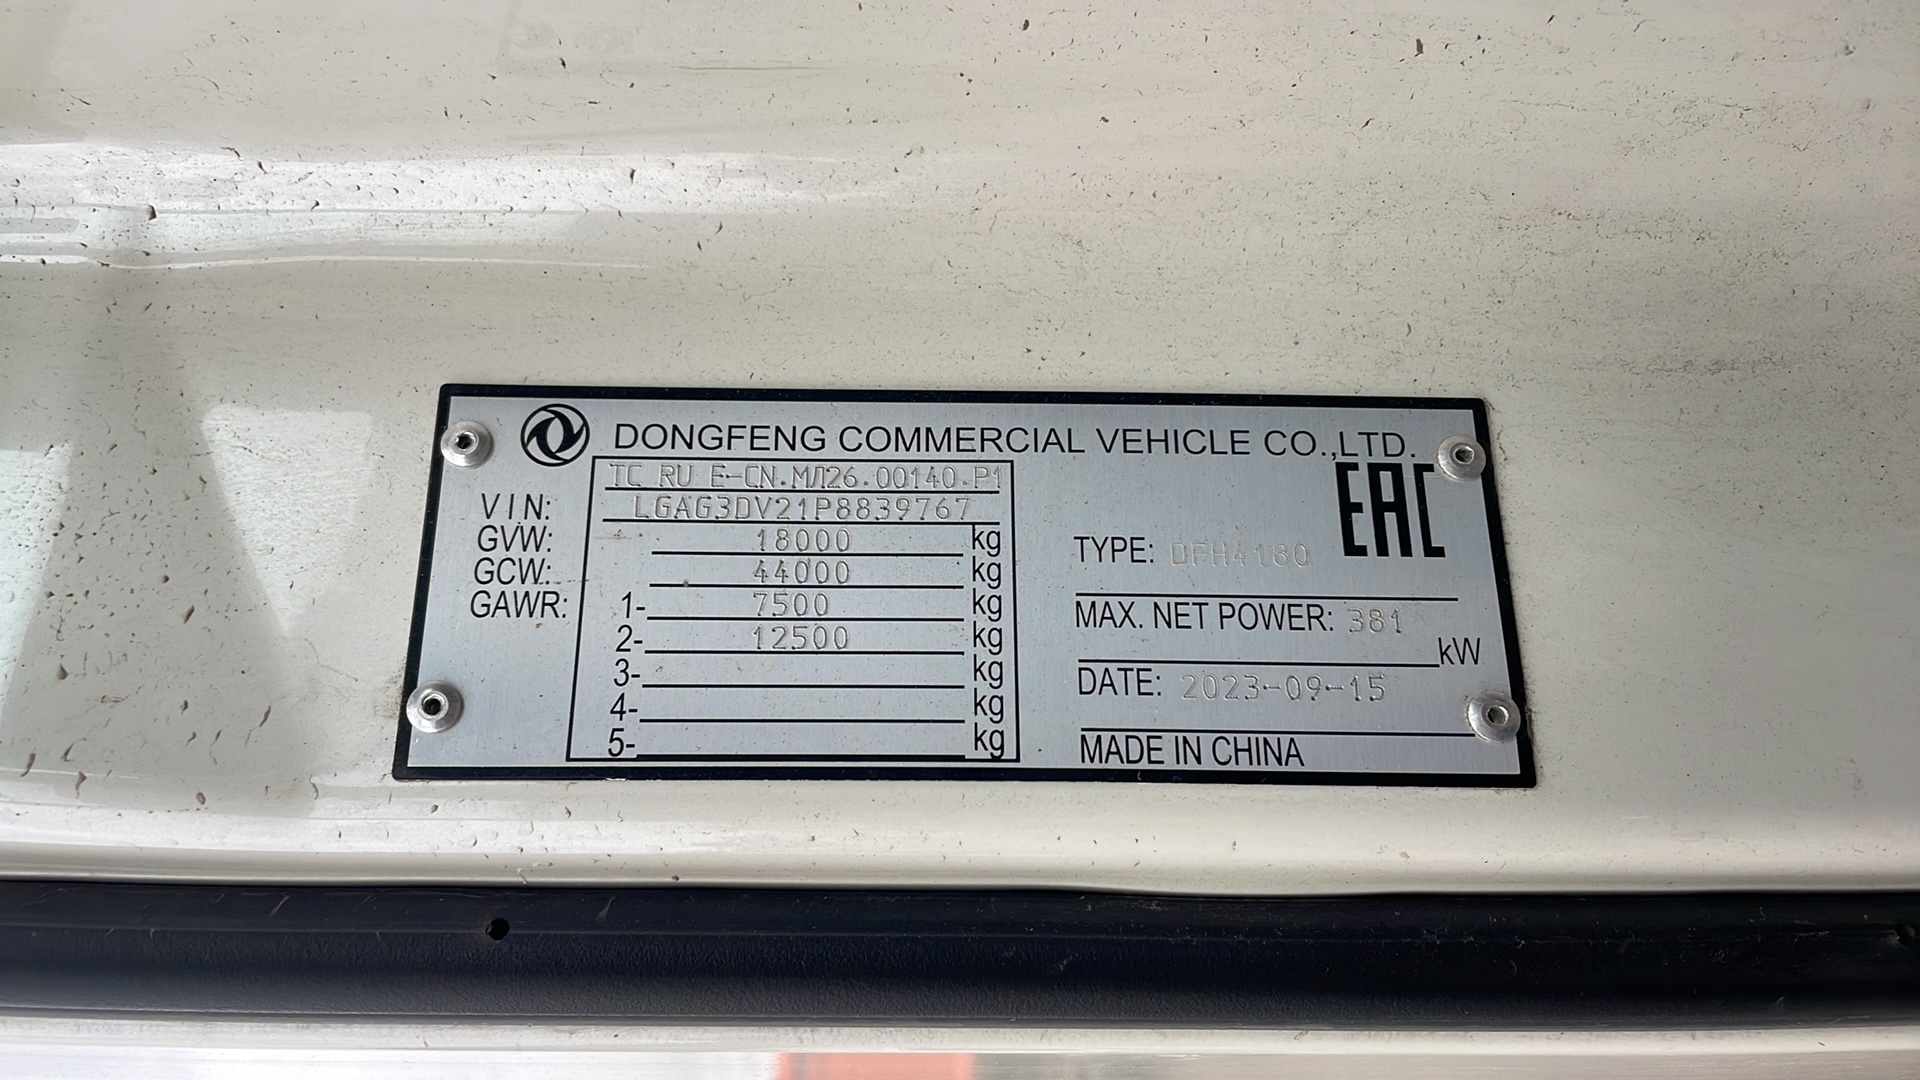 DONGFENG COMMERCIAL VEHICLE CO.,LTD.
TC RU E-CN.МЛ26.00140.P1
VIN: LGAG3DV21P8839767
GVW: 18000 kg
GCW: 44000 kg
GAWR: 1- 7500 kg
2- 12500 kg
3- kg
4- kg
5- kg
EAC
TYPE: DFH4180
MAX. NET POWER: 381 kW
DATE: 2023-09-15
MADE IN CHINA